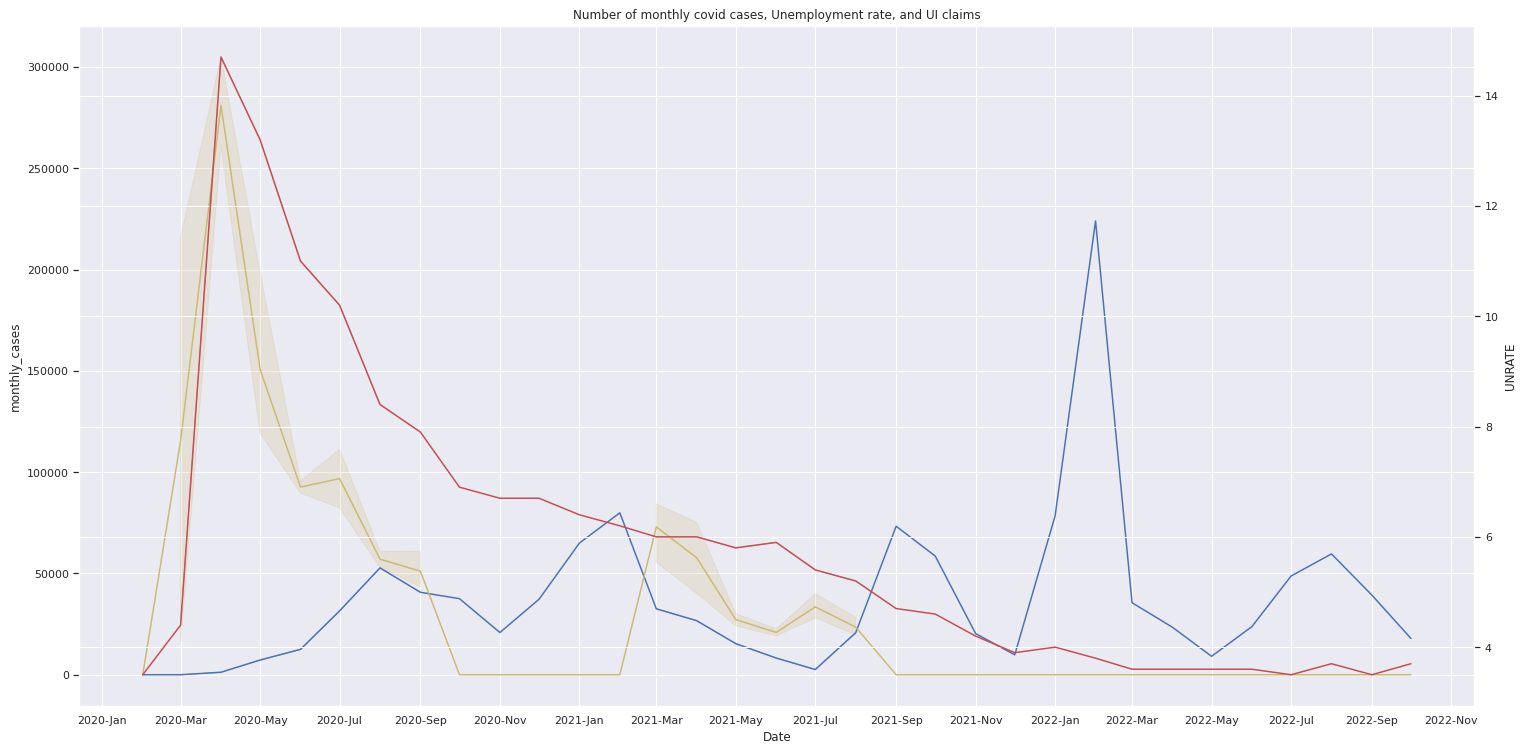 Number of monthly covid cases, Unemployment rate, and UI claims
300000
250000
200000
150000
100000
50000
0
monthly_cases
14
12
10
8
6
4
UNRATE
2020-Jan 2020-Mar 2020-May 2020-Jul 2020-Sep 2020-Nov 2021-Jan 2021-Mar 2021-May 2021-Jul 2021-Sep 2021-Nov 2022-Jan 2022-Mar 2022-May 2022-Jul 2022-Sep 2022-Nov
Date